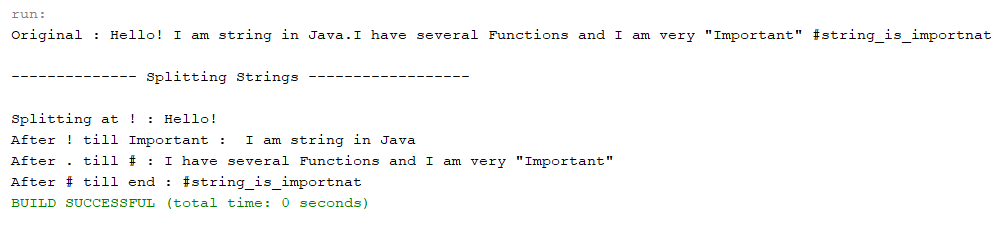 run:
Original : Hello! I am string in Java.I have several Functions and I am very "Important" #string_is_importnat
-------------- Splitting Strings ------------------
Splitting at ! : Hello!
After ! till Important :  I am string in Java
After . till # : I have several Functions and I am very "Important"
After # till end : #string_is_importnat
BUILD SUCCESSFUL (total time: 0 seconds)